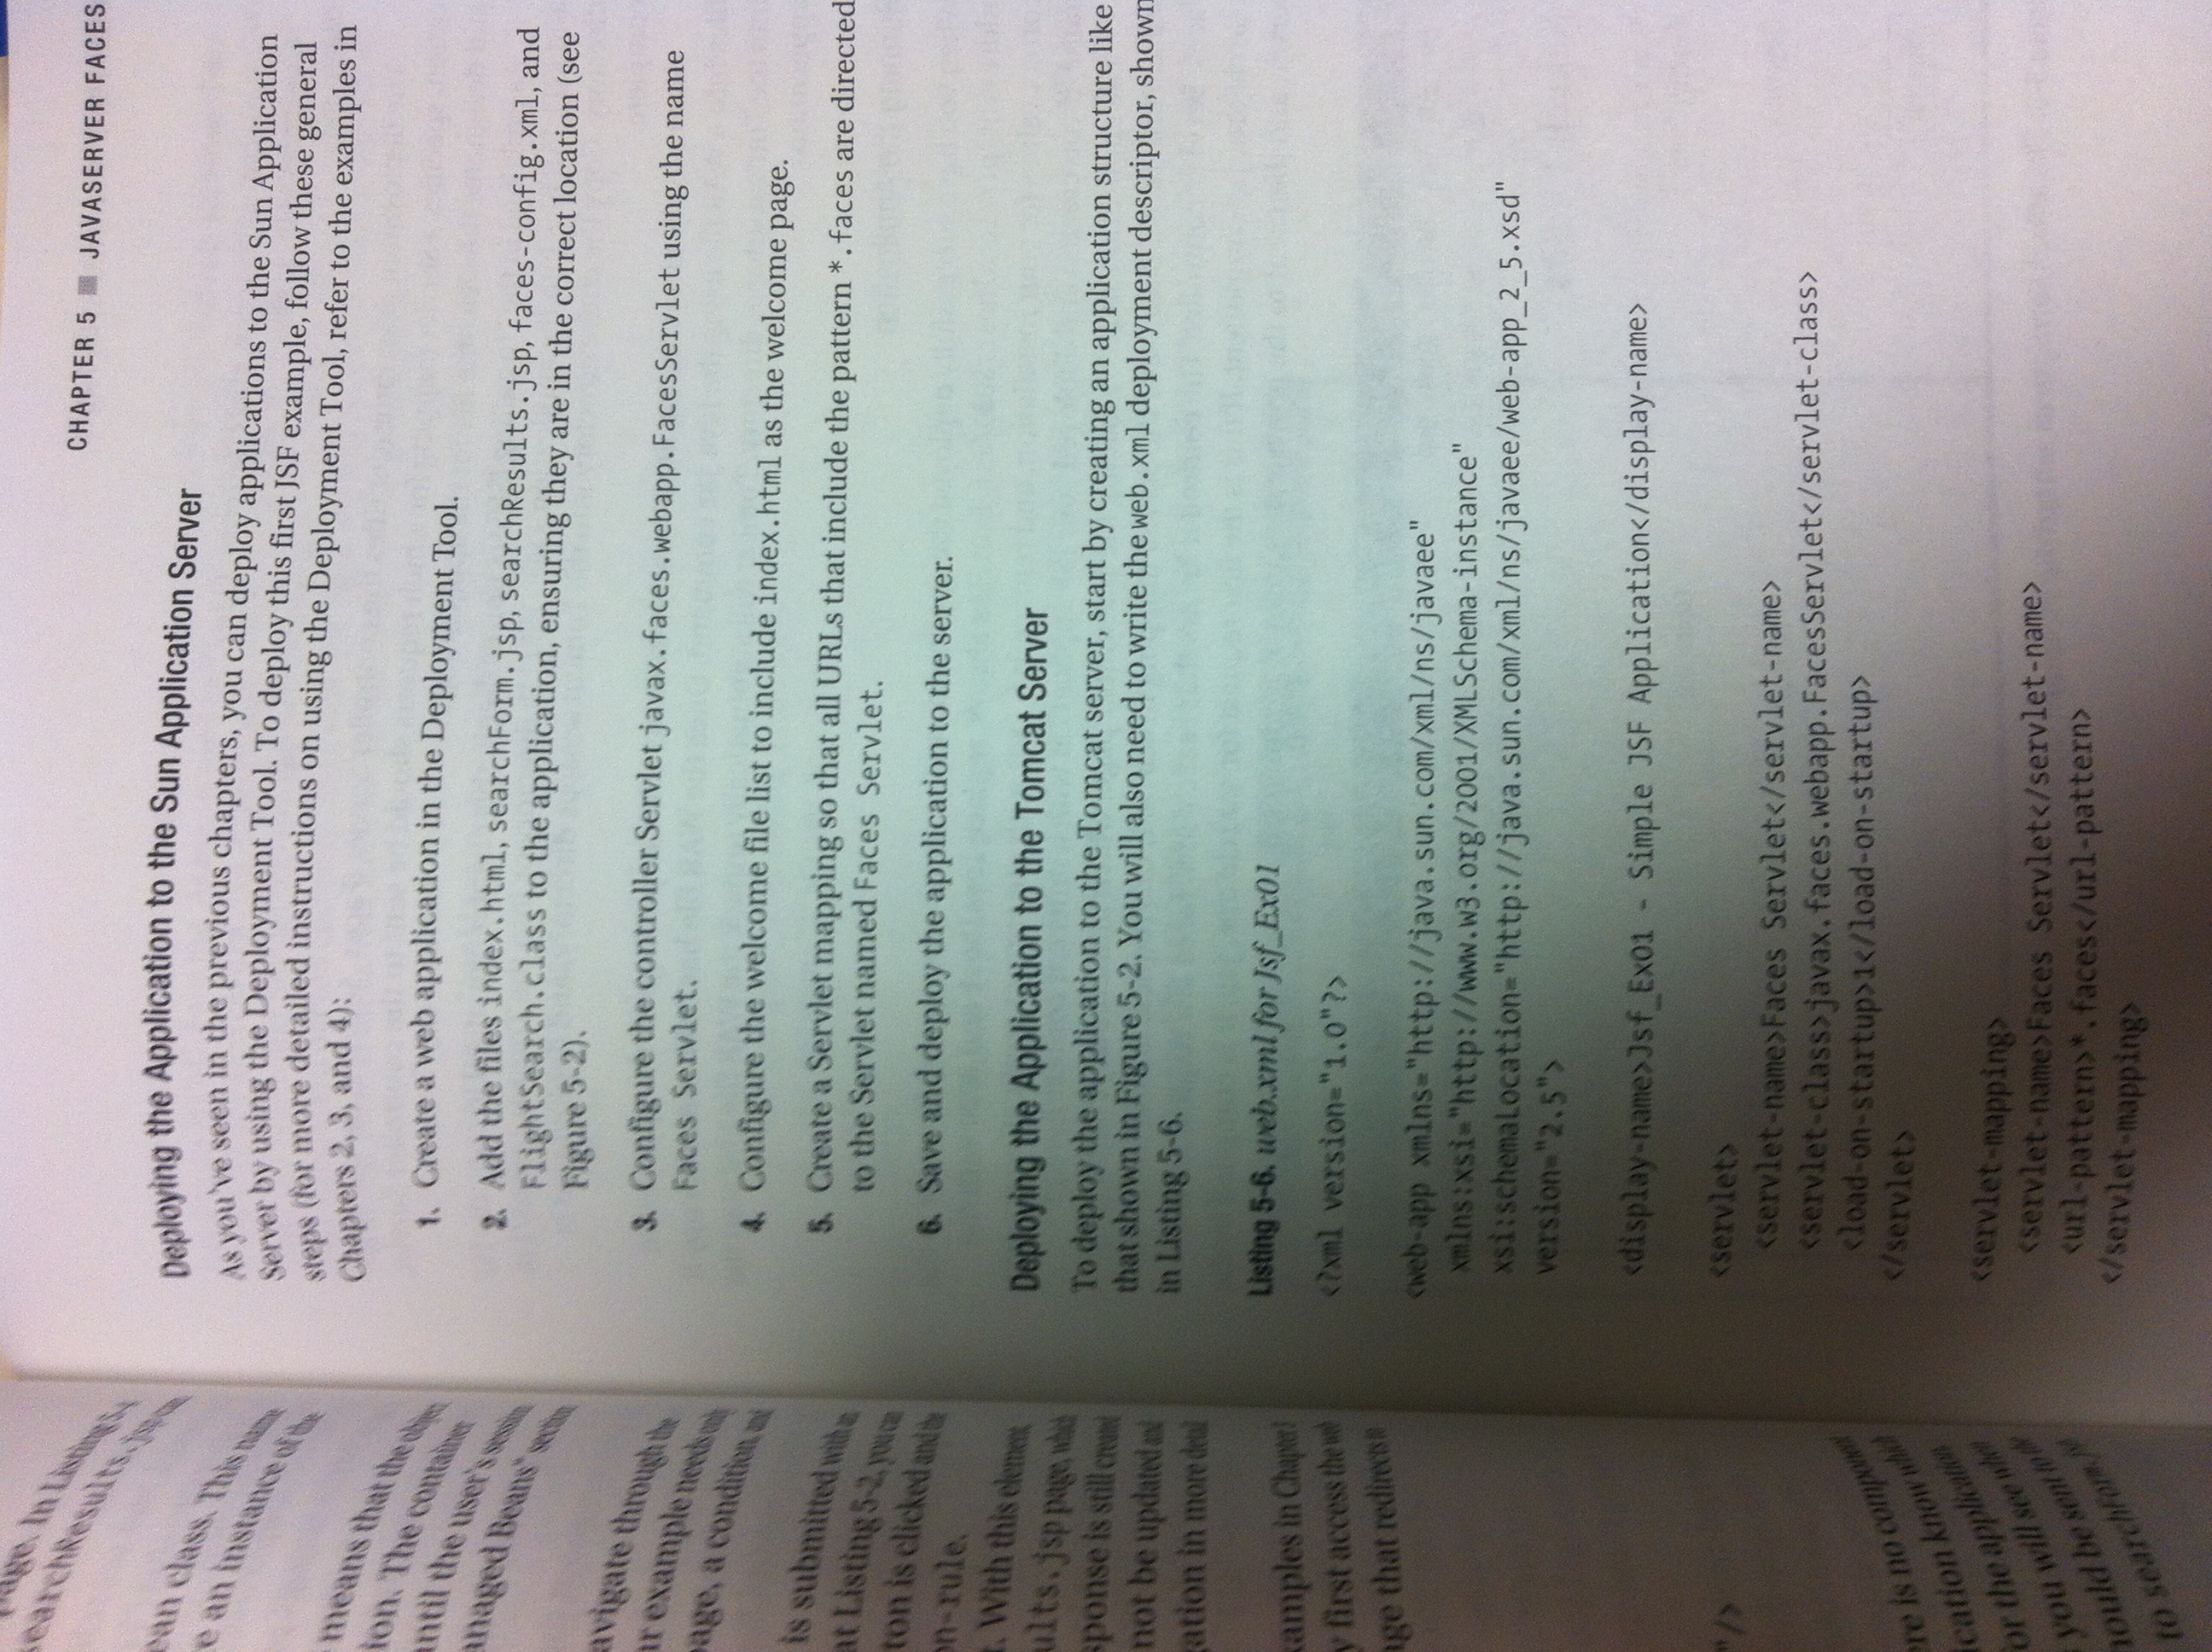 page. In Listing 5-4
searchResults.jsp can
ean class. This name
e an instance of the
means that the object
ion. The container
until the user's session
anaged Beans" section
avigate through the
ur example needs only
page, a condition, and
is submitted with an
at Listing 5-2, you can
ton is clicked and the
on-rule.
t. With this element
ults.jsp page, which
sponse is still created
not be updated and
gation in more detail
xamples in Chapter
y first access the web
age that redirects to
"/>
ere is no component
lication know which
for the application
you will see when
hould be sent to the
to searchForm.jsp
CHAPTER 5 ■ JAVASERVER FACES
Deploying the Application to the Sun Application Server
As you've seen in the previous chapters, you can deploy applications to the Sun Application
Server by using the Deployment Tool. To deploy this first JSF example, follow these general
steps (for more detailed instructions on using the Deployment Tool, refer to the examples in
Chapters 2, 3, and 4):
1. Create a web application in the Deployment Tool.
2. Add the files index.html, searchForm.jsp, searchResults.jsp, faces-config.xml, and
FlightSearch.class to the application, ensuring they are in the correct location (see
Figure 5-2).
3. Configure the controller Servlet javax.faces.webapp.FacesServlet using the name
Faces Servlet.
4. Configure the welcome file list to include index.html as the welcome page.
5. Create a Servlet mapping so that all URLs that include the pattern *.faces are directed
to the Servlet named Faces Servlet.
6. Save and deploy the application to the server.
Deploying the Application to the Tomcat Server
To deploy the application to the Tomcat server, start by creating an application structure like
that shown in Figure 5-2. You will also need to write the web.xml deployment descriptor, shown
in Listing 5-6.
Listing 5-6. web.xml for Jsf_Ex01
<?xml version="1.0"?>
<web-app xmlns="http://java.sun.com/xml/ns/javaee"
xmlns:xsi="http://www.w3.org/2001/XMLSchema-instance"
xsi:schemaLocation="http://java.sun.com/xml/ns/javaee/web-app_2_5.xsd"
version="2.5">
<display-name>Jsf_Ex01 - Simple JSF Application</display-name>
<servlet>
<servlet-name>Faces Servlet</servlet-name>
<servlet-class>javax.faces.webapp.FacesServlet</servlet-class>
<load-on-startup>1</load-on-startup>
</servlet>
<servlet-mapping>
<servlet-name>Faces Servlet</servlet-name>
<url-pattern>*.faces</url-pattern>
</servlet-mapping>